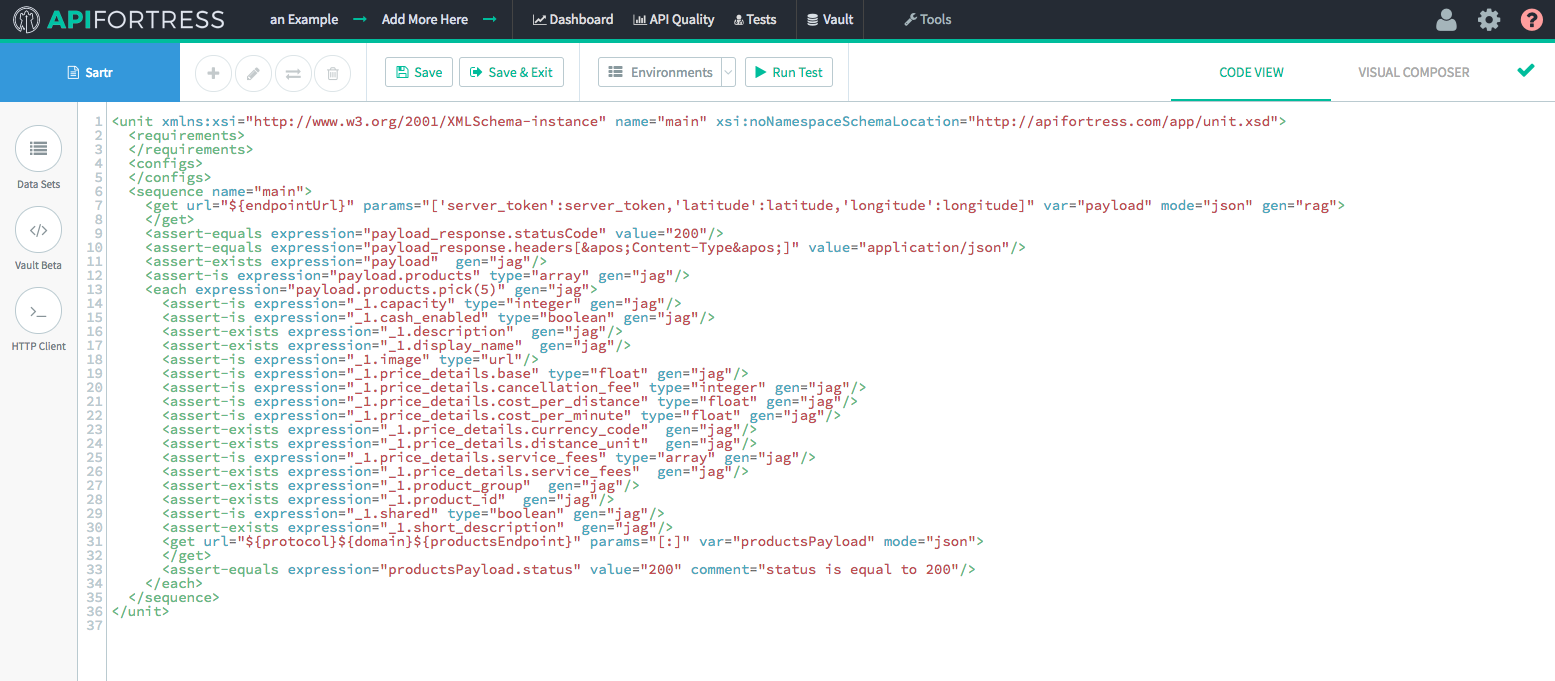 APIFORTRESS an Example → Add More Here → Dashboard API Quality Tests Vault Tools ?
Sartr Save Save & Exit Environments Run Test CODE VIEW VISUAL COMPOSER
Data Sets
</>
Vault Beta
>_
HTTP Client
1 <unit xmlns:xsi="http://www.w3.org/2001/XMLSchema-instance" name="main" xsi:noNamespaceSchemaLocation="http://apifortress.com/app/unit.xsd">
2 <requirements>
3 </requirements>
4 <configs>
5 </configs>
6 <sequence name="main">
7 <get url="${endpointUrl}" params="['server_token':server_token,'latitude':latitude,'longitude':longitude]" var="payload" mode="json" gen="rag">
8 </get>
9 <assert-equals expression="payload_response.statusCode" value="200"/>
10 <assert-equals expression="payload_response.headers[&apos;Content-Type&apos;]" value="application/json"/>
11 <assert-exists expression="payload"  gen="jag"/>
12 <assert-is expression="payload.products" type="array" gen="jag"/>
13 <each expression="payload.products.pick(5)" gen="jag">
14 <assert-is expression="_1.capacity" type="integer" gen="jag"/>
15 <assert-is expression="_1.cash_enabled" type="boolean" gen="jag"/>
16 <assert-exists expression="_1.description"  gen="jag"/>
17 <assert-exists expression="_1.display_name"  gen="jag"/>
18 <assert-is expression="_1.image" type="url"/>
19 <assert-is expression="_1.price_details.base" type="float" gen="jag"/>
20 <assert-is expression="_1.price_details.cancellation_fee" type="integer" gen="jag"/>
21 <assert-is expression="_1.price_details.cost_per_distance" type="float" gen="jag"/>
22 <assert-is expression="_1.price_details.cost_per_minute" type="float" gen="jag"/>
23 <assert-exists expression="_1.price_details.currency_code"  gen="jag"/>
24 <assert-exists expression="_1.price_details.distance_unit"  gen="jag"/>
25 <assert-is expression="_1.price_details.service_fees" type="array" gen="jag"/>
26 <assert-exists expression="_1.price_details.service_fees"  gen="jag"/>
27 <assert-exists expression="_1.product_group"  gen="jag"/>
28 <assert-exists expression="_1.product_id"  gen="jag"/>
29 <assert-is expression="_1.shared" type="boolean" gen="jag"/>
30 <assert-exists expression="_1.short_description"  gen="jag"/>
31 <get url="${protocol}${domain}${productsEndpoint}" params="[:]" var="productsPayload" mode="json">
32 </get>
33 <assert-equals expression="productsPayload.status" value="200" comment="status is equal to 200"/>
34 </each>
35 </sequence>
36 </unit>
37